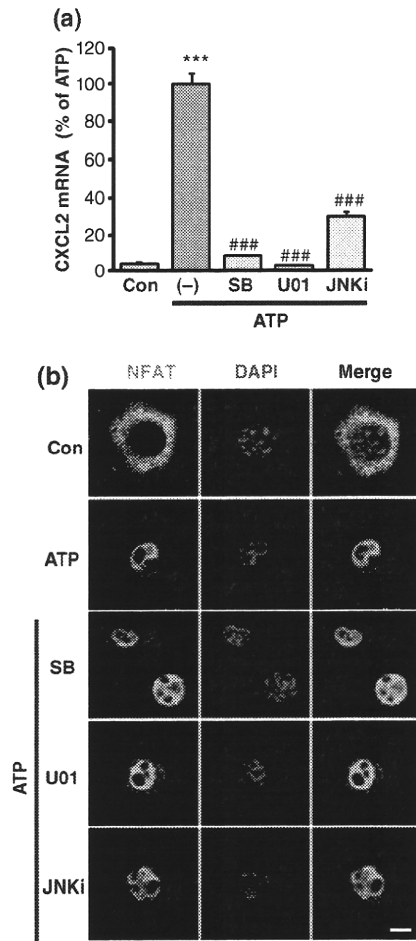 (a)
CXCL2 mRNA (% of ATP)
120
100
80
60
40
20
0
***
###
###
###
Con (–) SB U01 JNKi
ATP
(b)
NFAT DAPI Merge
Con
ATP
SB
U01
JNKi
ATP